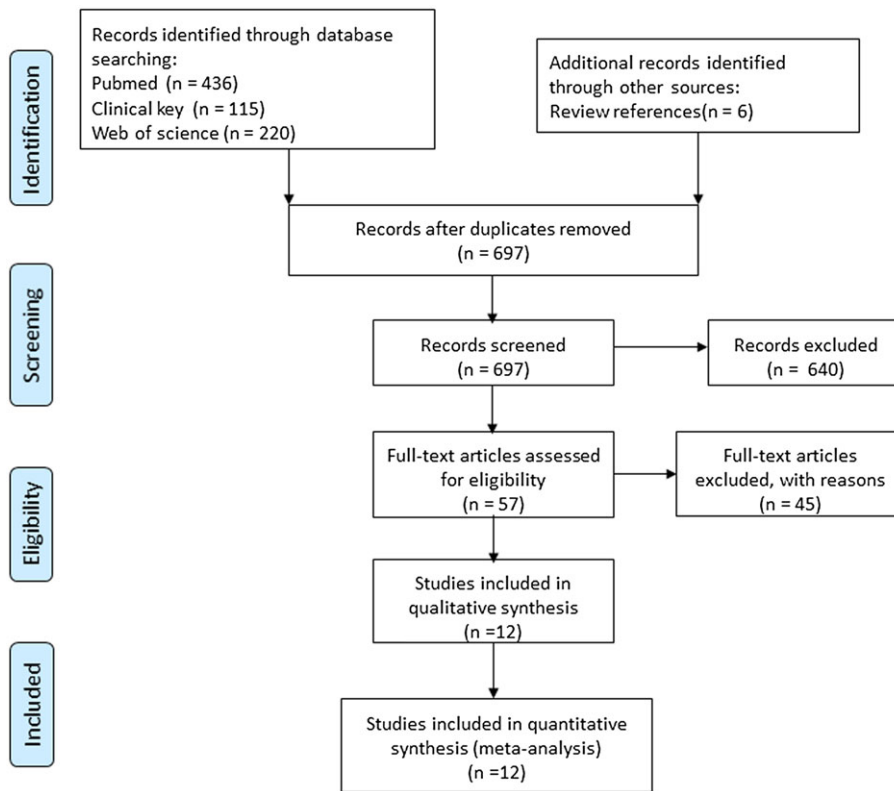 Identification
Records identified through database
searching:
Pubmed (n = 436)
Clinical key (n = 115)
Web of science (n = 220)
Additional records identified
through other sources:
Review references(n = 6)
Records after duplicates removed
(n = 697)
Screening
Records screened
(n = 697)
Records excluded
(n = 640)
Eligibility
Full-text articles assessed
for eligibility
(n = 57)
Full-text articles
excluded, with reasons
(n = 45)
Studies included in
qualitative synthesis
(n =12)
Included
Studies included in quantitative
synthesis (meta-analysis)
(n =12)